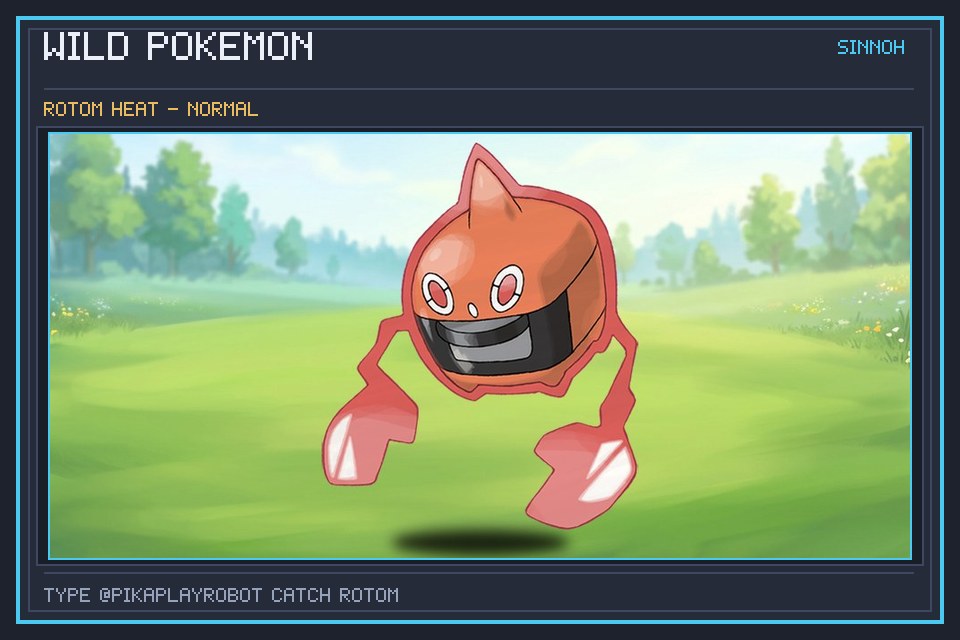 WILD POKEMON
SINNOH
ROTOM HEAT - NORMAL
TYPE @PIKAPLAYROBOT CATCH ROTOM